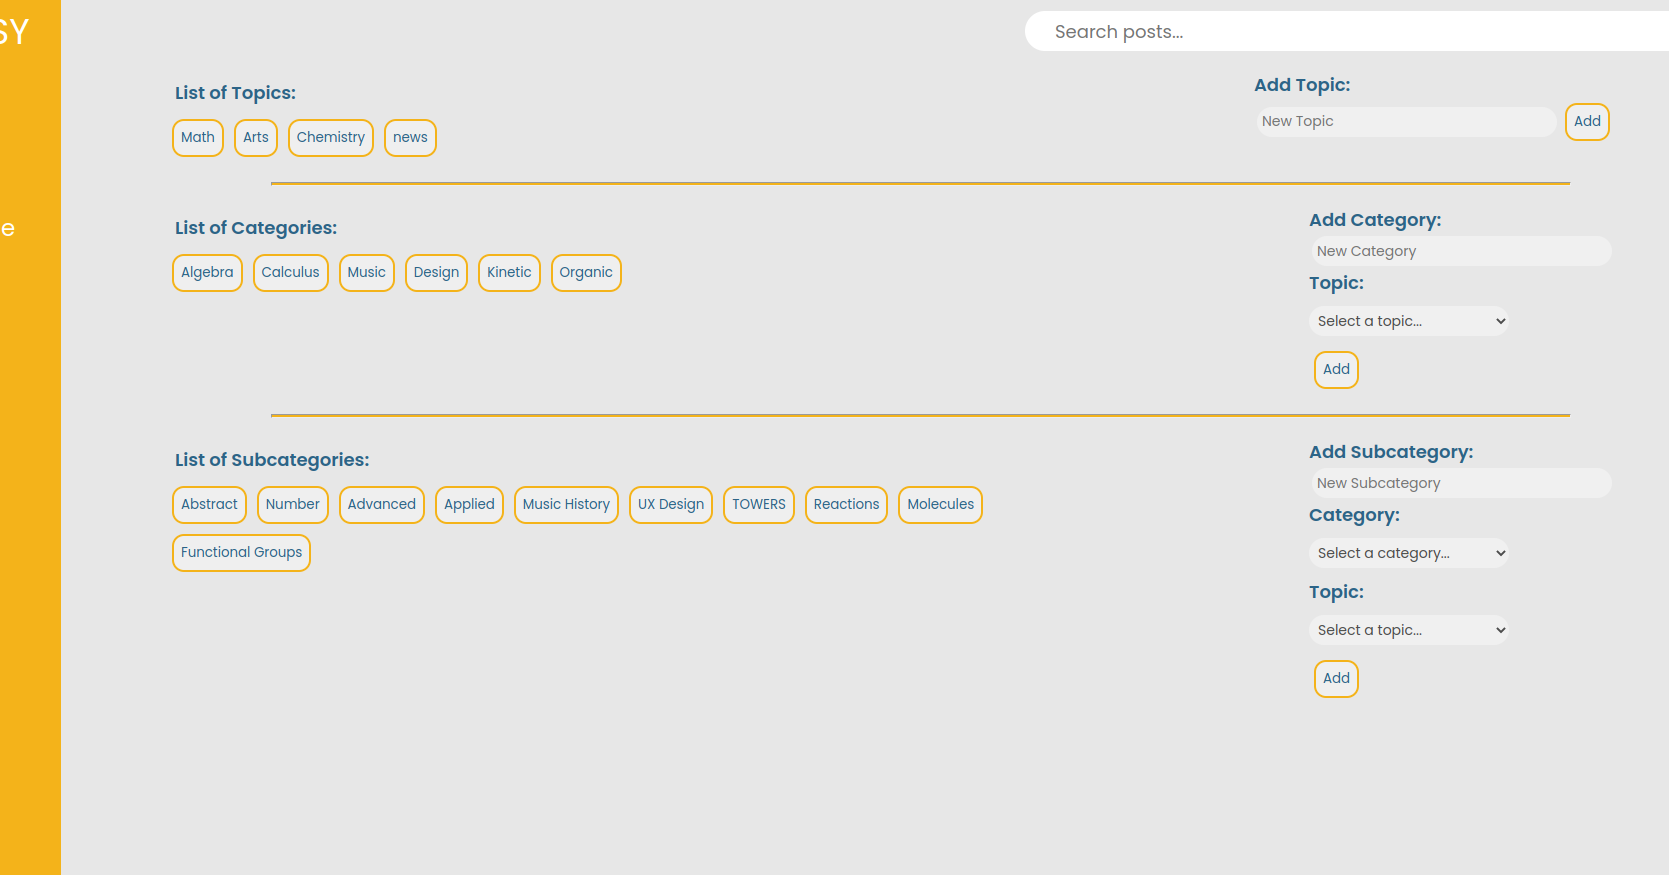 SY
e
Search posts...
List of Topics:
Math Arts Chemistry news
Add Topic:
New Topic Add
List of Categories:
Algebra Calculus Music Design Kinetic Organic
Add Category:
New Category
Topic:
Select a topic...
Add
List of Subcategories:
Abstract Number Advanced Applied Music History UX Design TOWERS Reactions Molecules
Functional Groups
Add Subcategory:
New Subcategory
Category:
Select a category...
Topic:
Select a topic...
Add